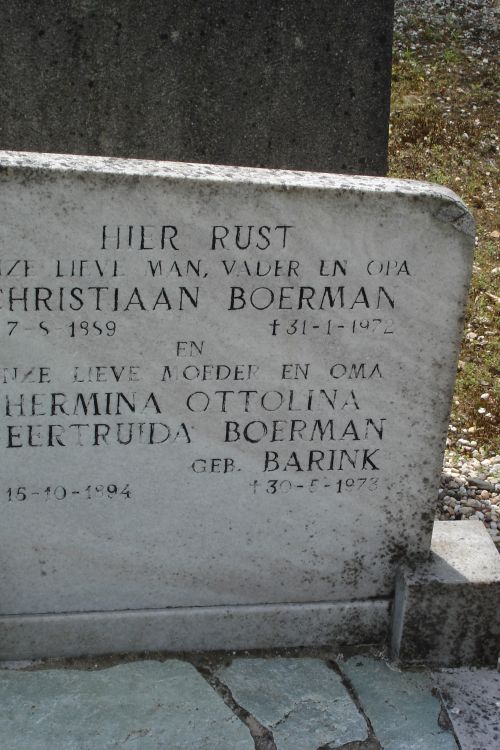 HIER RUST
NZE LIEVE MAN, VADER EN OPA
CHRISTIAAN BOERMAN
7-8-1889 †31-1-1972
EN
NZE LIEVE MOEDER EN OMA
HERMINA OTTOLINA
EERTRUIDA BOERMAN
GEB. BARINK
15-10-1894 †30-5-1973